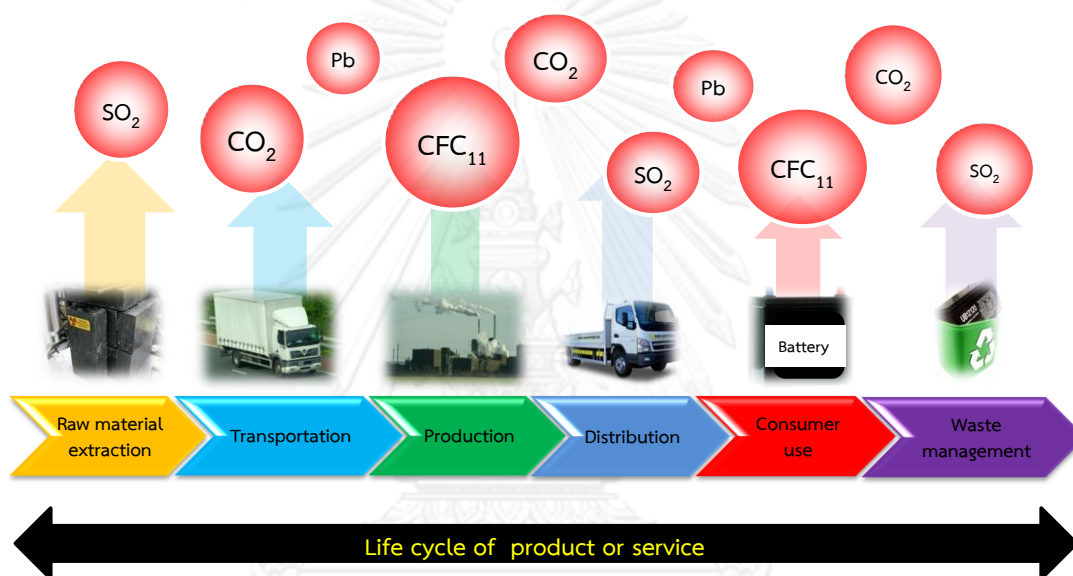 Pb
CO₂
CO₂
SO₂
Pb
CO₂
CFC₁₁
SO₂
CFC₁₁
SO₂
Battery
Raw material
extraction
Transportation
Production
Distribution
Consumer
use
Waste
management
Life cycle of product or service